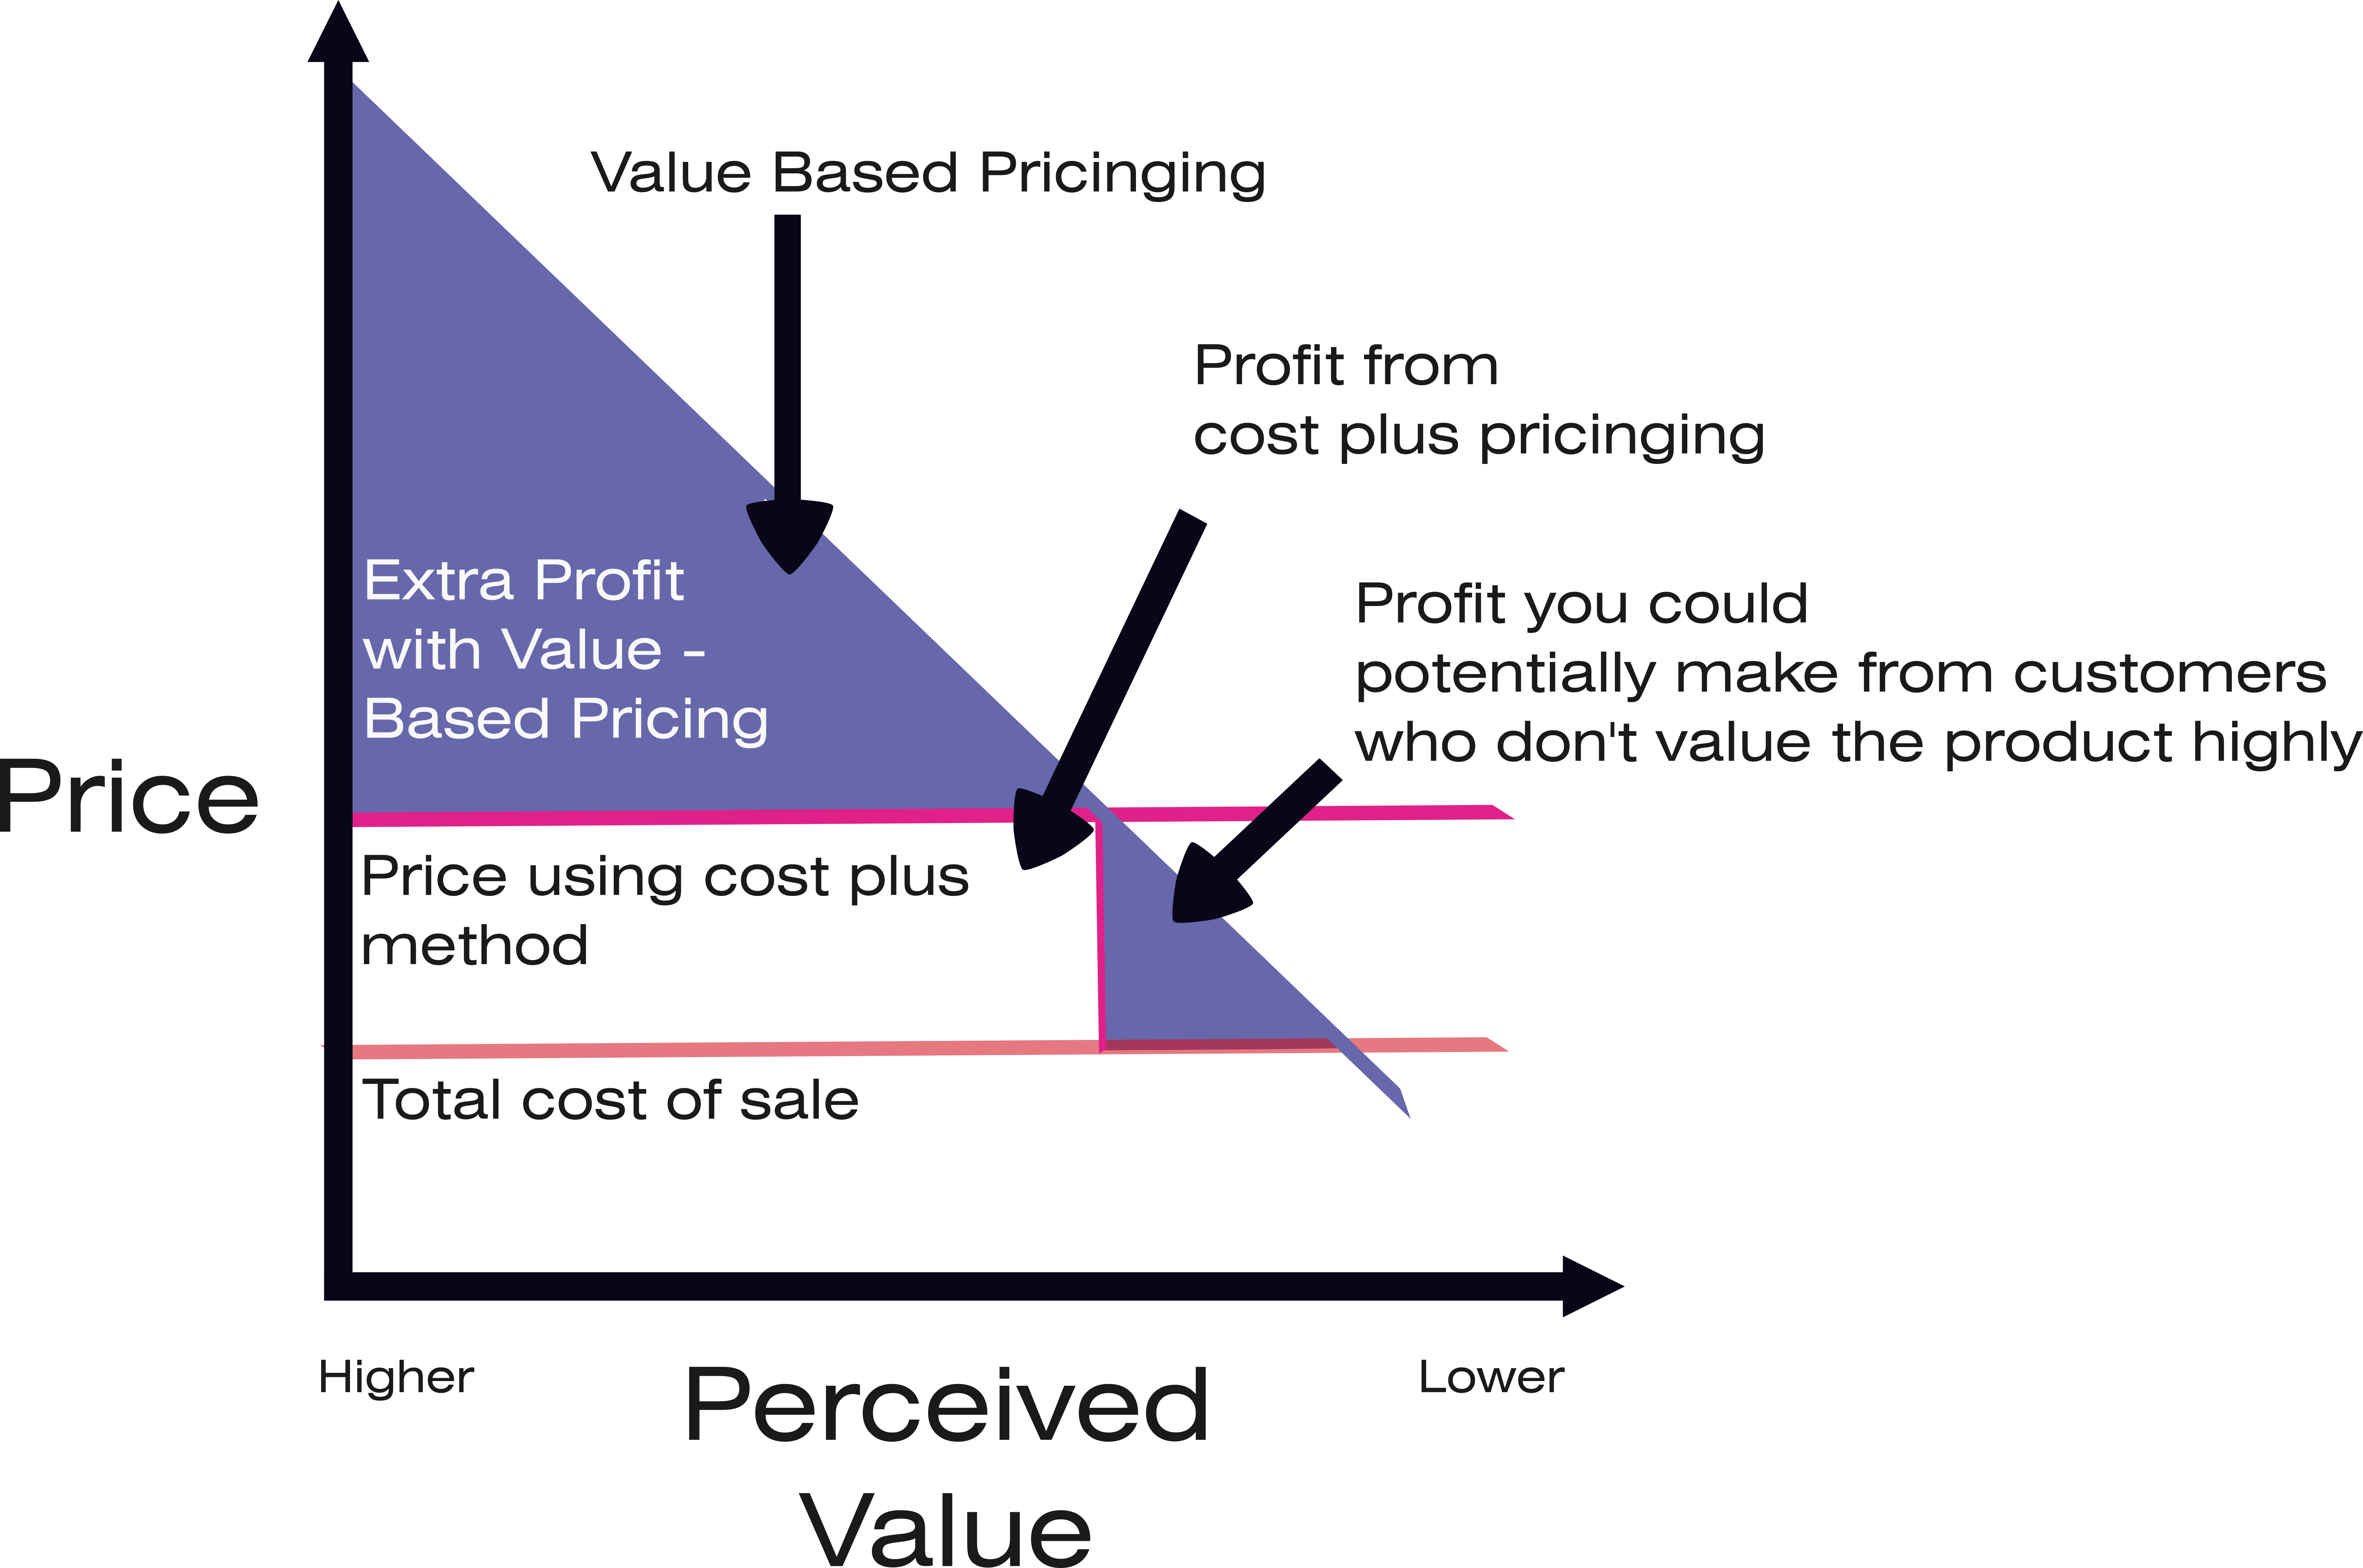 Value Based Pricinging
Profit from
cost plus pricinging
Extra Profit
with Value -
Based Pricing
Profit you could
potentially make from customers
who don't value the product highly
Price
Price using cost plus
method
Total cost of sale
Higher
Lower
Perceived
Value